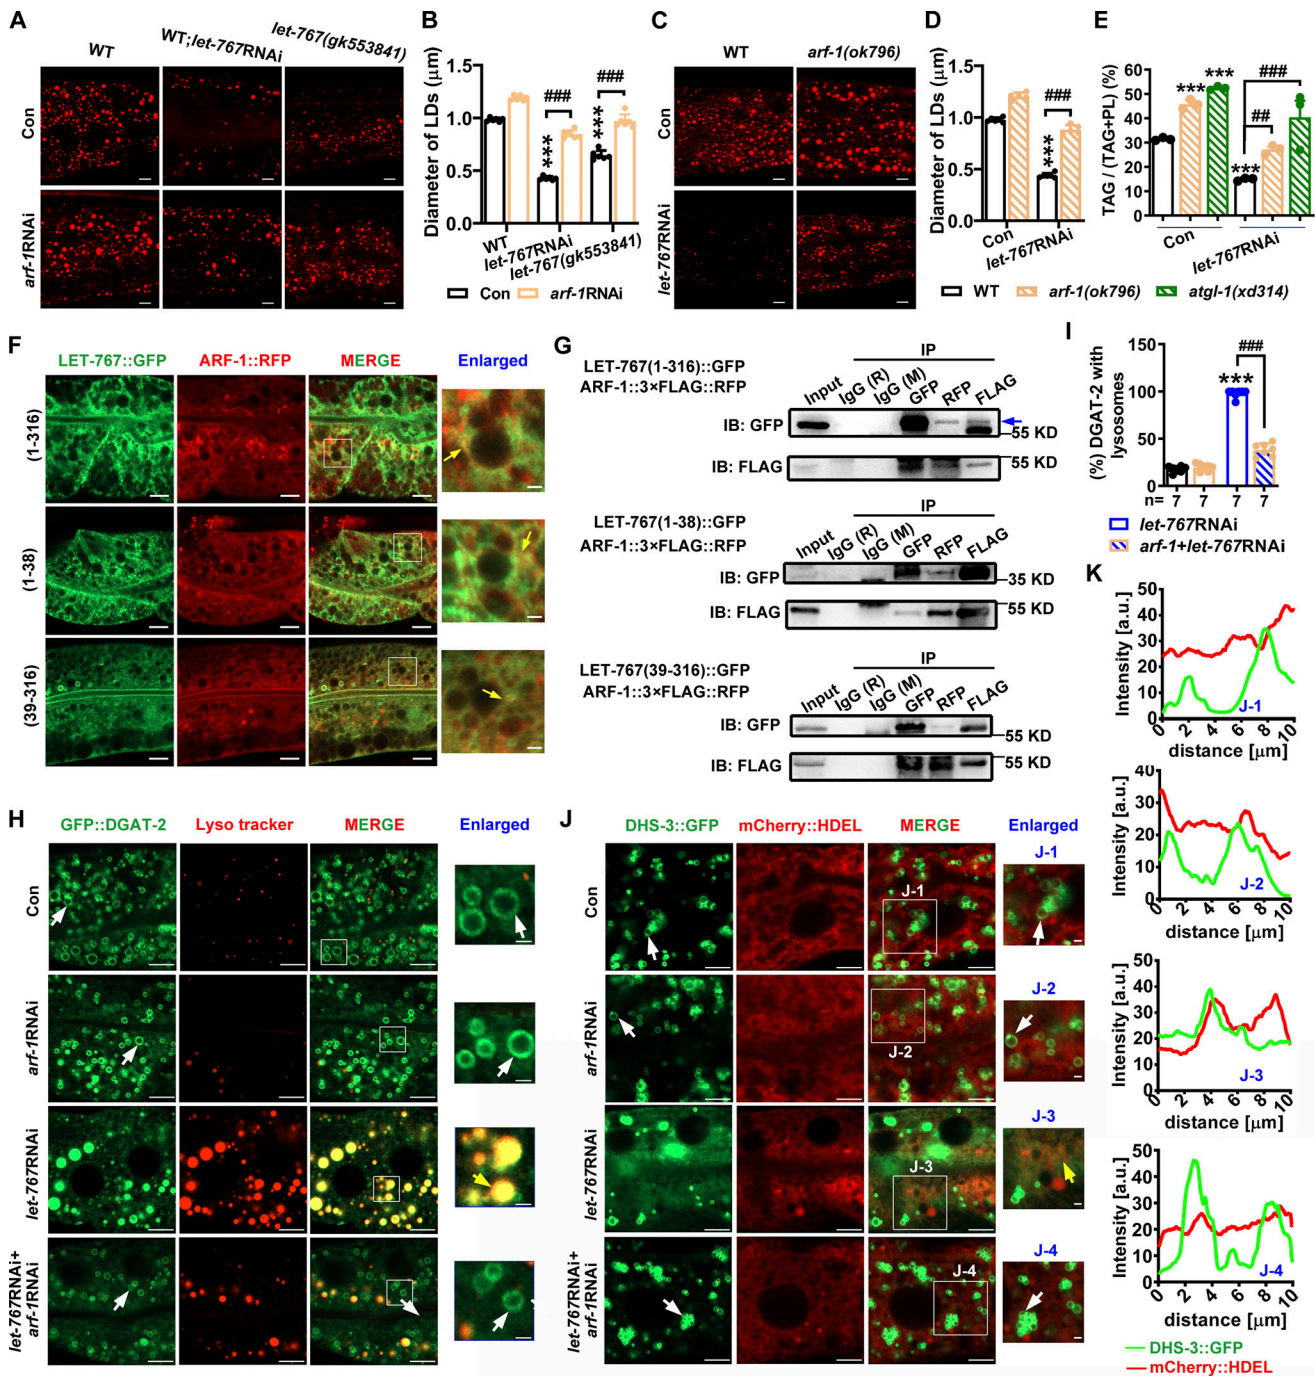 A
WT
WT;let-767RNAi
let-767(gk553841)
Con
arf-1RNAi
B
Diameter of LDs (μm)
1.5
1.0
0.5
0.0
***
###
***
###
WT
let-767RNAi
let-767(gk553841)
Con
arf-1RNAi
C
WT
arf-1(ok796)
Con
let-767RNAi
D
Diameter of LDs (μm)
1.5
1.0
0.5
0.0
***
###
Con
let-767RNAi
E
TAG / (TAG+PL) (%)
60
50
40
30
20
10
0
***
***
***
##
###
Con
let-767RNAi
WT
arf-1(ok796)
atgl-1(xd314)
F
LET-767::GFP
ARF-1::RFP
MERGE
Enlarged
(1-316)
(1-38)
(39-316)
G
LET-767(1-316)::GFP
ARF-1::3×FLAG::RFP
IP
Input
IgG (R)
IgG (M)
GFP
RFP
FLAG
IB: GFP
55 KD
IB: FLAG
55 KD
LET-767(1-38)::GFP
ARF-1::3×FLAG::RFP
IP
Input
IgG (R)
IgG (M)
GFP
RFP
FLAG
IB: GFP
35 KD
IB: FLAG
55 KD
LET-767(39-316)::GFP
ARF-1::3×FLAG::RFP
IP
Input
IgG (R)
IgG (M)
GFP
RFP
FLAG
IB: GFP
55 KD
IB: FLAG
55 KD
H
GFP::DGAT-2
Lyso tracker
MERGE
Enlarged
Con
arf-1RNAi
let-767RNAi
let-767RNAi+
arf-1RNAi
I
(%) DGAT-2 with
lysosomes
150
100
50
0
***
###
n=
7
7
7
7
let-767RNAi
arf-1+let-767RNAi
J
DHS-3::GFP
mCherry::HDEL
MERGE
Enlarged
Con
J-1
J-1
arf-1RNAi
J-2
J-2
let-767RNAi
J-3
J-3
let-767RNAi+
arf-1RNAi
J-4
J-4
K
Intensity [a.u.]
50
40
30
20
10
0
J-1
0 2 4 6 8 10
distance [μm]
Intensity [a.u.]
40
30
20
10
0
J-2
0 2 4 6 8 10
distance [μm]
Intensity [a.u.]
50
40
30
20
10
0
J-3
0 2 4 6 8 10
distance [μm]
Intensity [a.u.]
50
40
30
20
10
0
J-4
0 2 4 6 8 10
distance [μm]
DHS-3::GFP
mCherry::HDEL